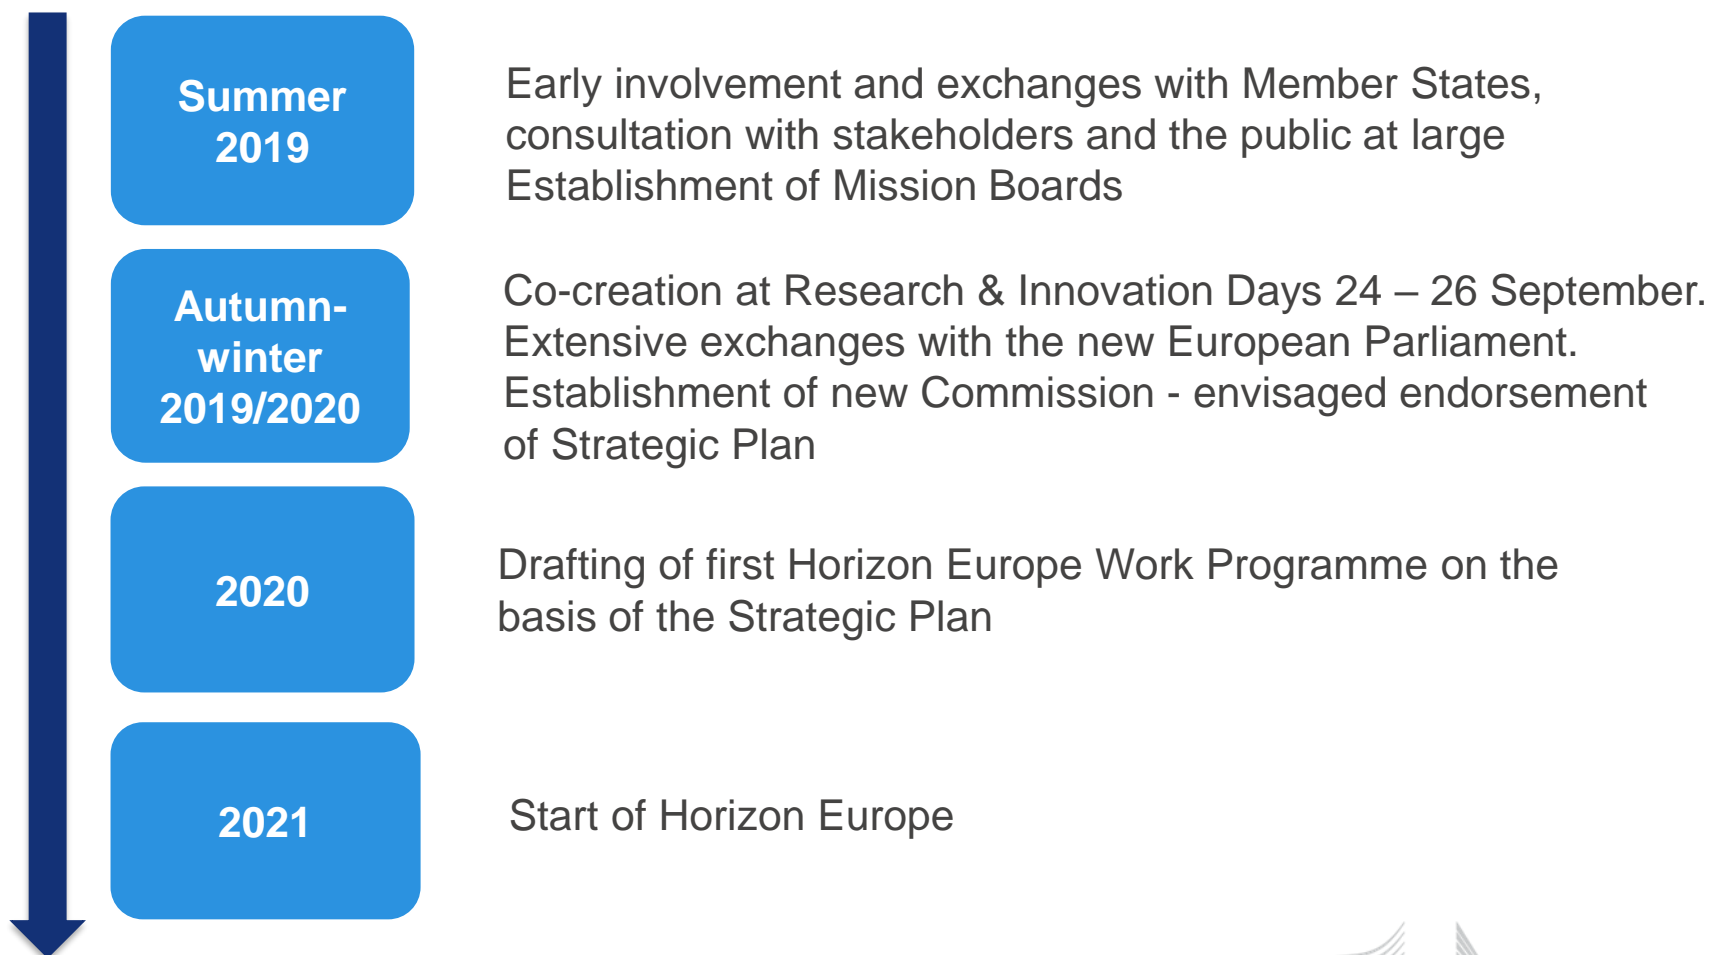 Summer
2019
Early involvement and exchanges with Member States,
consultation with stakeholders and the public at large
Establishment of Mission Boards
Autumn-
winter
2019/2020
Co-creation at Research & Innovation Days 24 – 26 September.
Extensive exchanges with the new European Parliament.
Establishment of new Commission - envisaged endorsement
of Strategic Plan
2020
Drafting of first Horizon Europe Work Programme on the
basis of the Strategic Plan
2021
Start of Horizon Europe